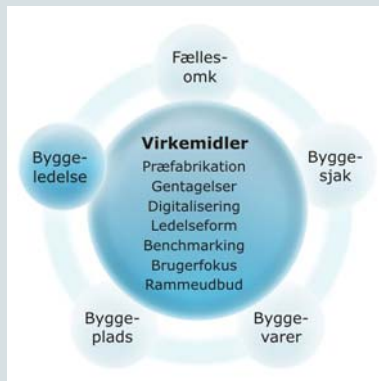 Fælles-
omk
Virkemidler
Præfabrikation
Gentagelser
Digitalisering
Ledelseform
Benchmarking
Brugerfokus
Rammeudbud
Bygge-
ledelse
Bygge-
sjak
Bygge-
plads
Bygge-
varer